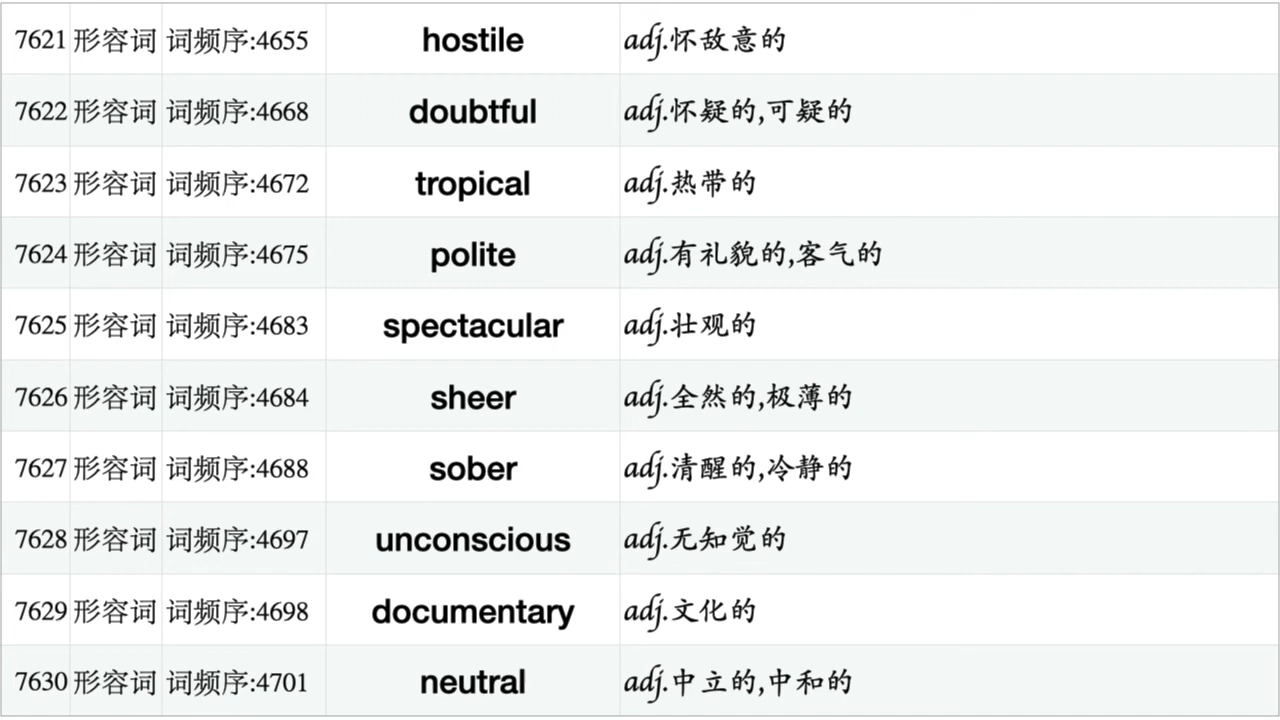 7621 形容词 词频序:4655 hostile adj.怀敌意的
7622 形容词 词频序:4668 doubtful adj.怀疑的,可疑的
7623 形容词 词频序:4672 tropical adj.热带的
7624 形容词 词频序:4675 polite adj.有礼貌的,客气的
7625 形容词 词频序:4683 spectacular adj.壮观的
7626 形容词 词频序:4684 sheer adj.全然的,极薄的
7627 形容词 词频序:4688 sober adj.清醒的,冷静的
7628 形容词 词频序:4697 unconscious adj.无知觉的
7629 形容词 词频序:4698 documentary adj.文化的
7630 形容词 词频序:4701 neutral adj.中立的,中和的